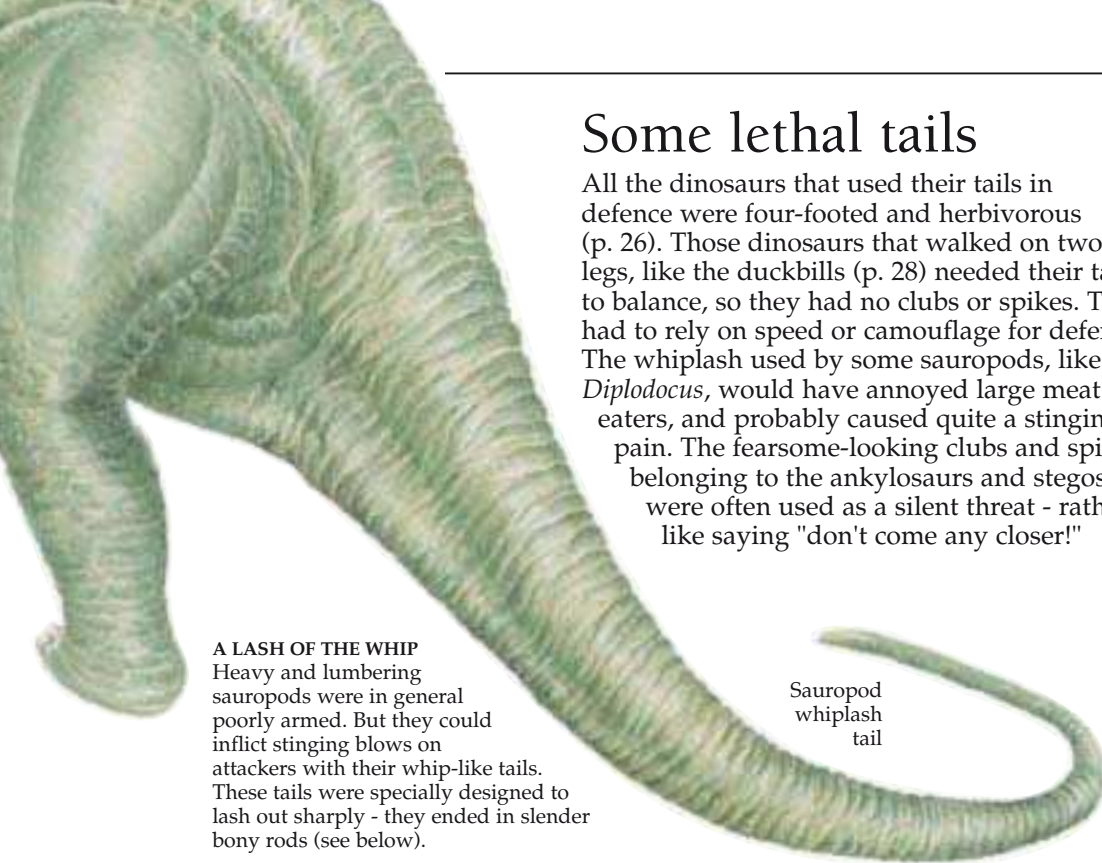 Some lethal tails
All the dinosaurs that used their tails in
defence were four-footed and herbivorous
(p. 26). Those dinosaurs that walked on two
legs, like the duckbills (p. 28) needed their
to balance, so they had no clubs or spikes.
had to rely on speed or camouflage for
The whiplash used by some sauropods, like
Diplodocus, would have annoyed large meat
eaters, and probably caused quite a
pain. The fearsome-looking clubs and
belonging to the ankylosaurs and
were often used as a silent threat -
like saying "don't come any closer!"
A LASH OF THE WHIP
Heavy and lumbering
sauropods were in general
poorly armed. But they could
inflict stinging blows on
attackers with their whip-like tails.
These tails were specially designed to
lash out sharply - they ended in slender
bony rods (see below).
Sauropod
whiplash
tail